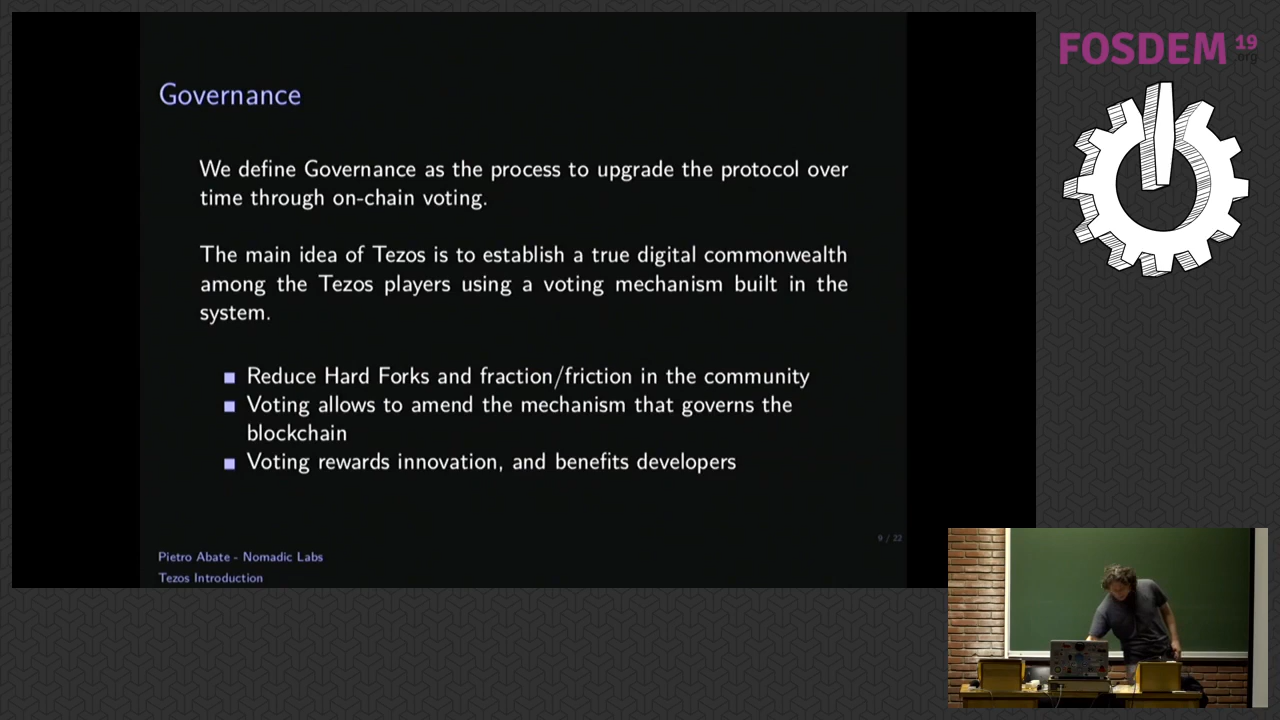 FOSDEM 19
.org
Governance
We define Governance as the process to upgrade the protocol over
time through on-chain voting.
The main idea of Tezos is to establish a true digital commonwealth
among the Tezos players using a voting mechanism built in the
system.
Reduce Hard Forks and fraction/friction in the community
Voting allows to amend the mechanism that governs the
blockchain
Voting rewards innovation, and benefits developers
9 / 22
Pietro Abate - Nomadic Labs
Tezos Introduction